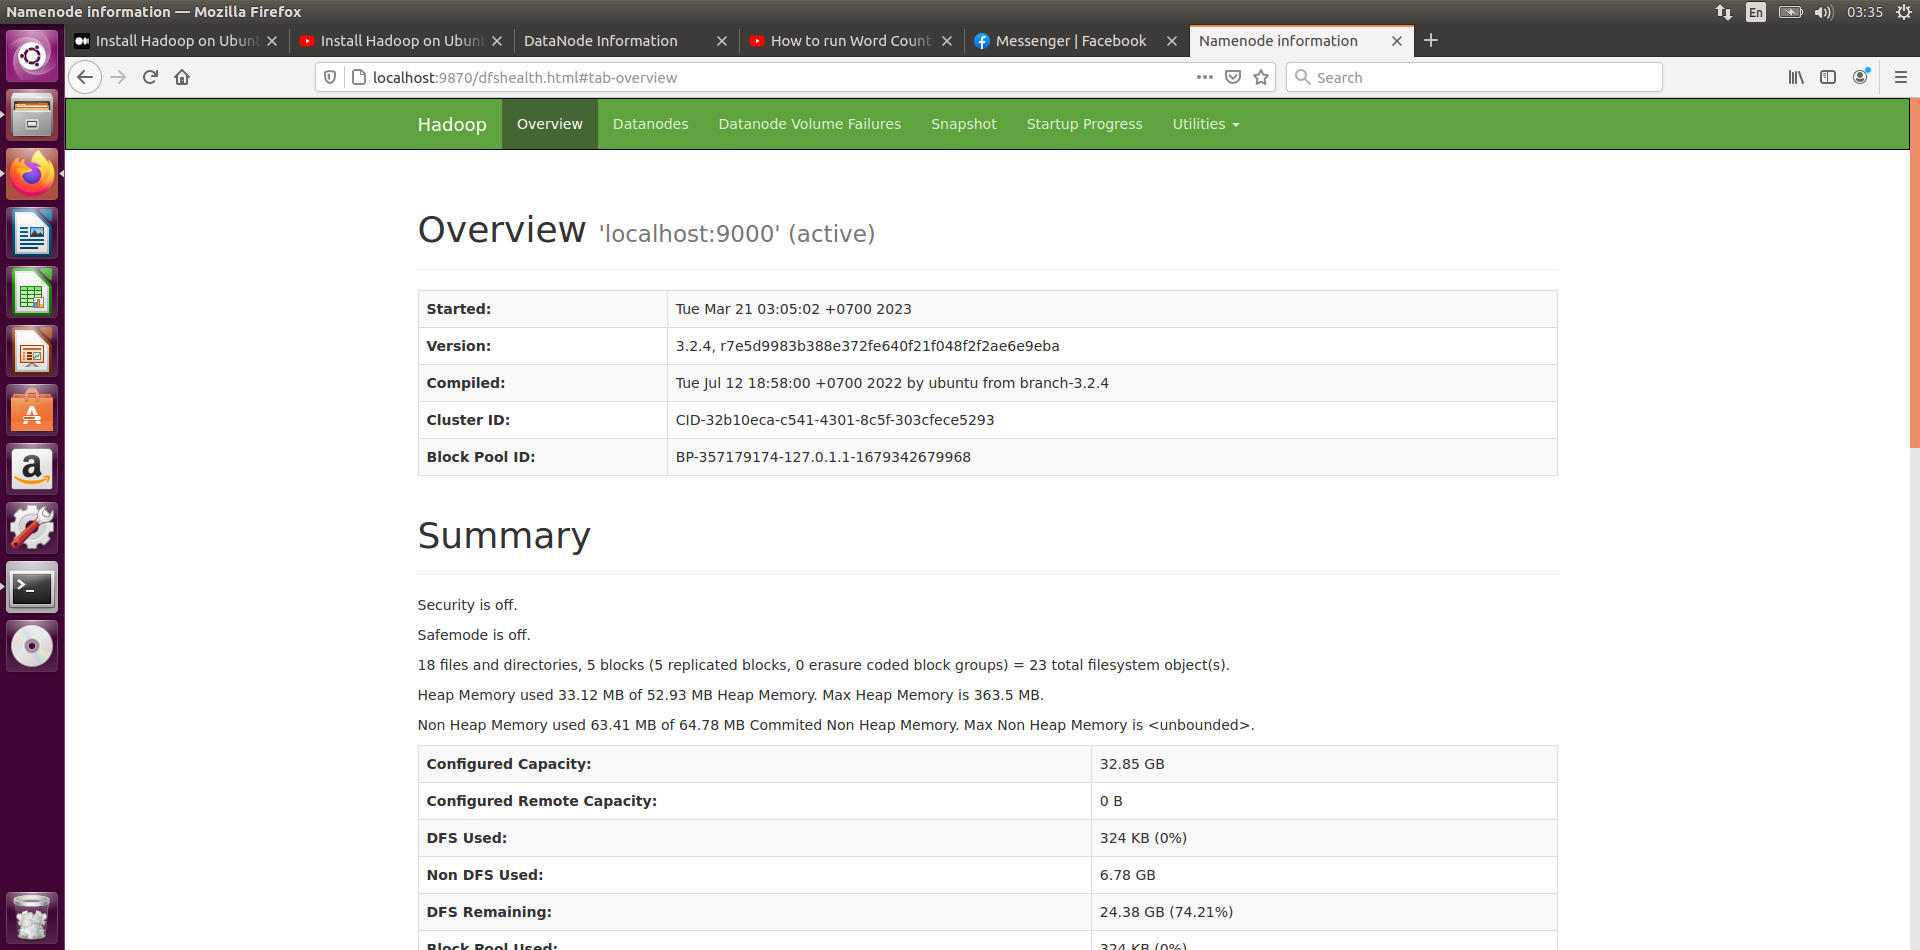 Namenode information — Mozilla Firefox
En
03:35
Install Hadoop on Ubunt
Install Hadoop on Ubunt
DataNode Information
How to run Word Count
Messenger | Facebook
Namenode information
localhost:9870/dfshealth.html#tab-overview
Search
Hadoop
Overview
Datanodes
Datanode Volume Failures
Snapshot
Startup Progress
Utilities
Overview 'localhost:9000' (active)
Started: Tue Mar 21 03:05:02 +0700 2023
Version: 3.2.4, r7e5d9983b388e372fe640f21f048f2f2ae6e9eba
Compiled: Tue Jul 12 18:58:00 +0700 2022 by ubuntu from branch-3.2.4
Cluster ID: CID-32b10eca-c541-4301-8c5f-303cfece5293
Block Pool ID: BP-357179174-127.0.1.1-1679342679968
Summary
Security is off.
Safemode is off.
18 files and directories, 5 blocks (5 replicated blocks, 0 erasure coded block groups) = 23 total filesystem object(s).
Heap Memory used 33.12 MB of 52.93 MB Heap Memory. Max Heap Memory is 363.5 MB.
Non Heap Memory used 63.41 MB of 64.78 MB Commited Non Heap Memory. Max Non Heap Memory is <unbounded>.
Configured Capacity: 32.85 GB
Configured Remote Capacity: 0 B
DFS Used: 324 KB (0%)
Non DFS Used: 6.78 GB
DFS Remaining: 24.38 GB (74.21%)
Block Pool Used: 324 KB (0%)